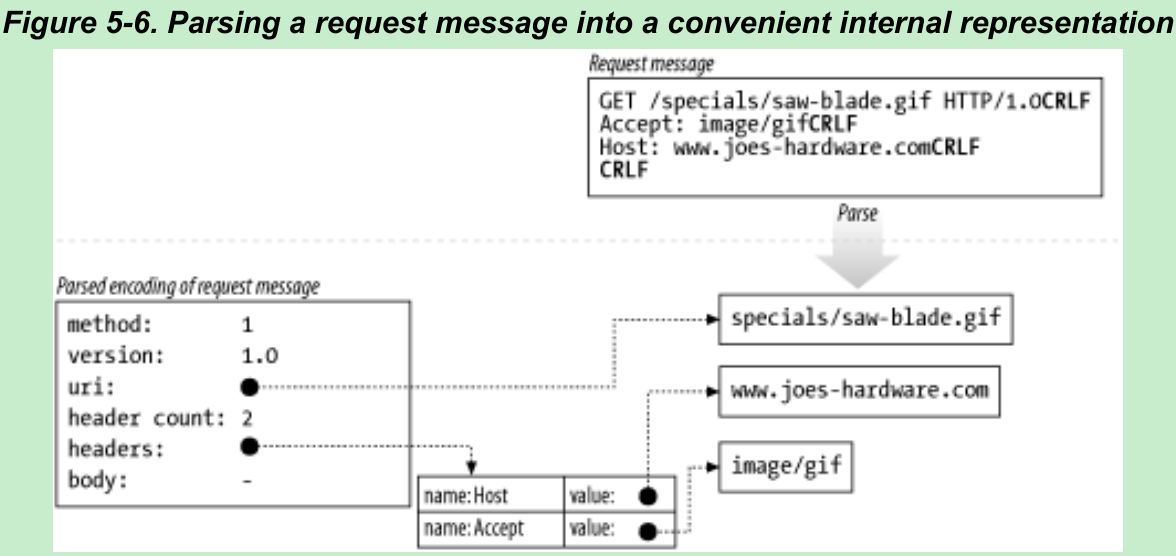 Figure 5-6. Parsing a request message into a convenient internal representation
Request message
GET /specials/saw-blade.gif HTTP/1.0CRLF
Accept: image/gifCRLF
Host: www.joes-hardware.comCRLF
CRLF
Parse
Parsed encoding of request message
method: 1
version: 1.0
uri:
header count: 2
headers:
body: -
specials/saw-blade.gif
www.joes-hardware.com
image/gif
name:Host value:
name:Accept value: